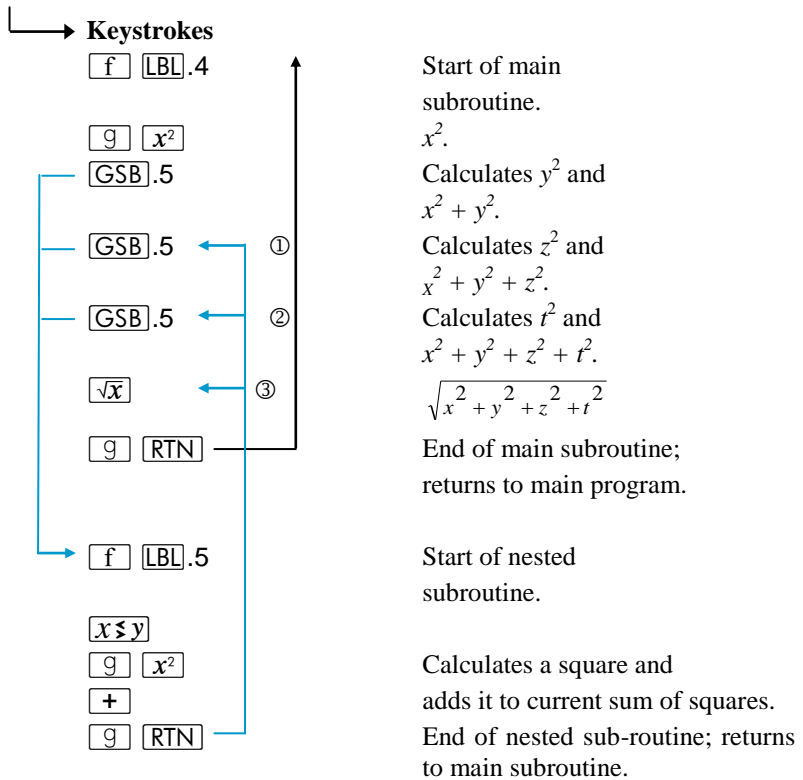 Keystrokes
f LBL .4 Start of main
subroutine.
g x² x².
GSB .5 Calculates y² and
x² + y².
GSB .5 ① Calculates z² and
x² + y² + z².
GSB .5 ② Calculates t² and
x² + y² + z² + t².
√x ③ √x² + y² + z² + t²
g RTN End of main subroutine;
returns to main program.
f LBL .5 Start of nested
subroutine.
x≶y
g x² Calculates a square and
+ adds it to current sum of squares.
g RTN End of nested sub-routine; returns
to main subroutine.